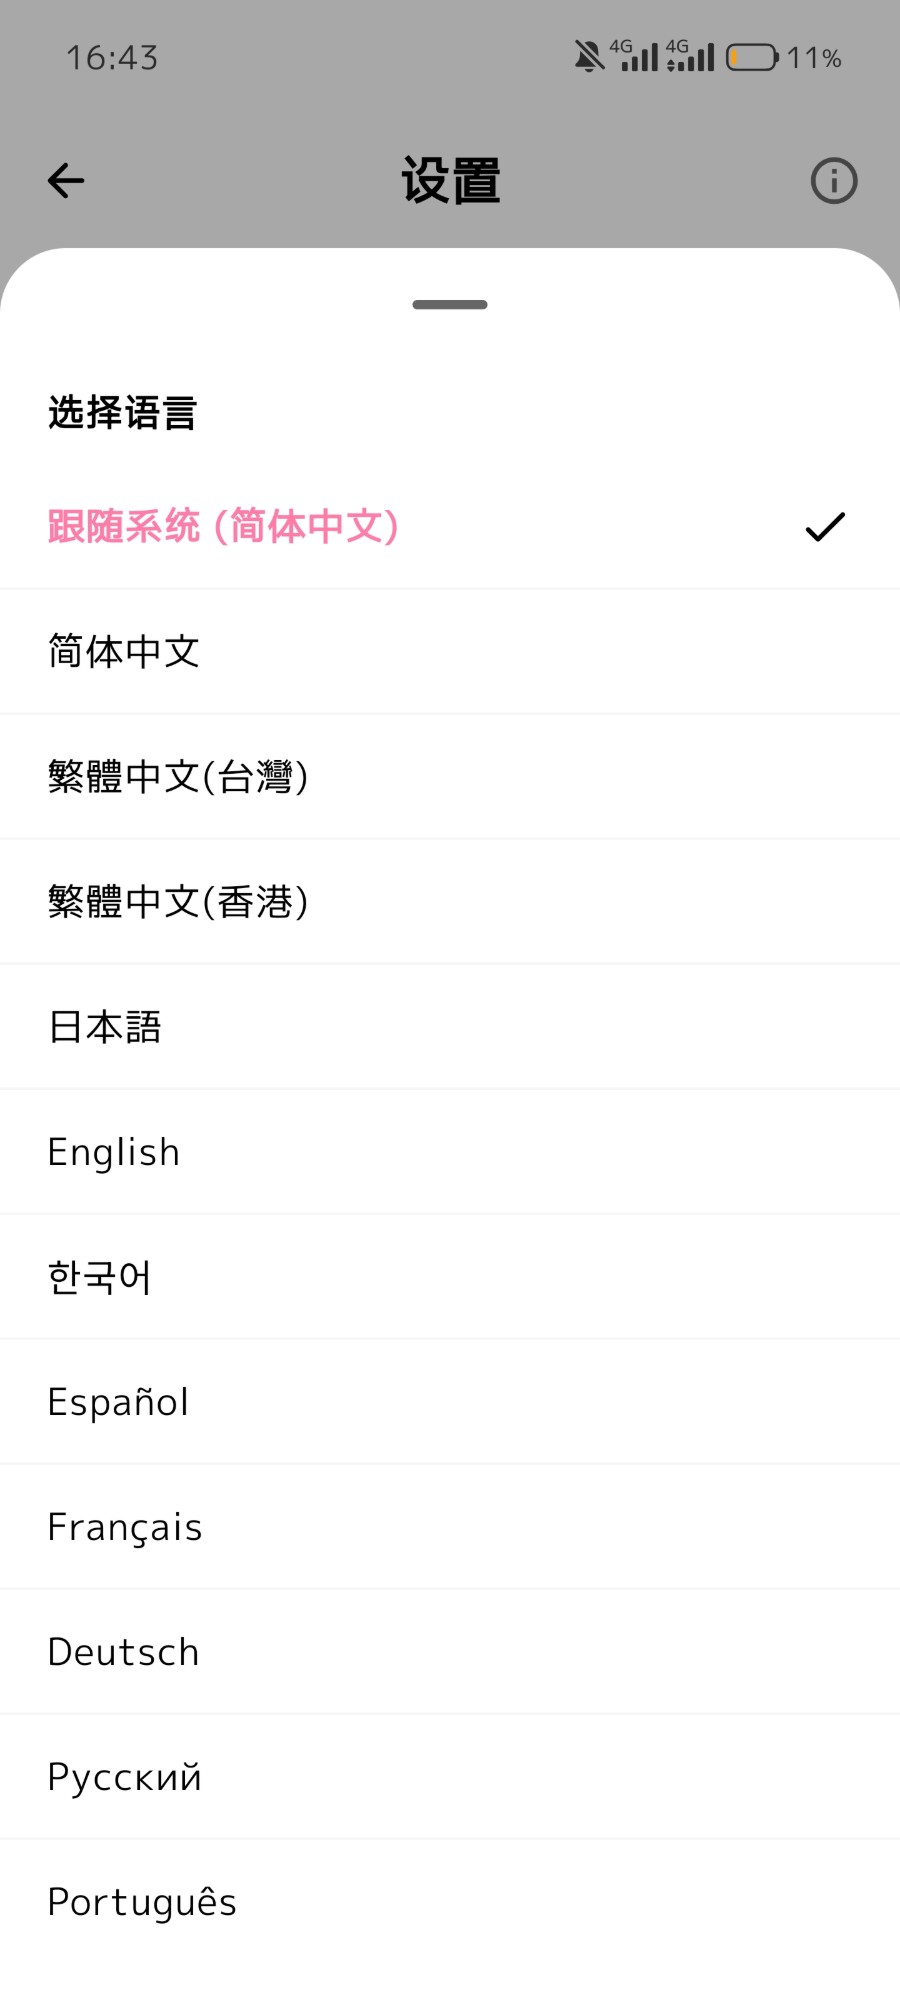 16:43 4G 4G 11%
设置
选择语言
跟随系统 (简体中文)
简体中文
繁體中文(台灣)
繁體中文(香港)
日本語
English
한국어
Español
Français
Deutsch
Русский
Português